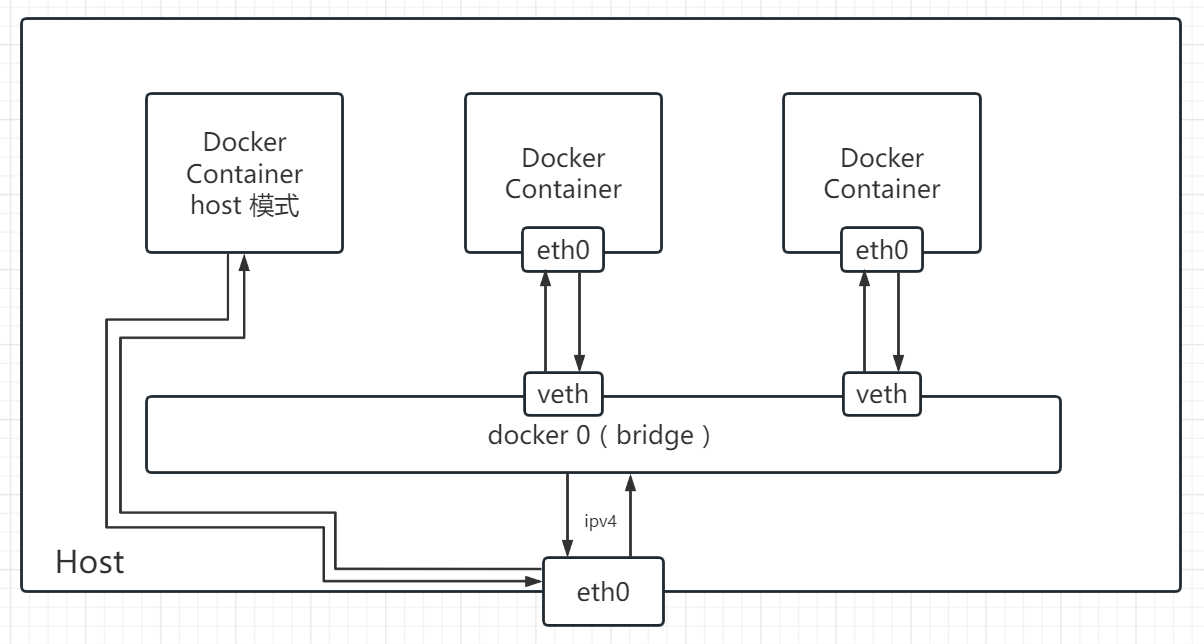 Docker
Container
host 模式
Docker
Container
Docker
Container
eth0
eth0
veth
veth
docker 0（bridge）
ipv4
Host
eth0